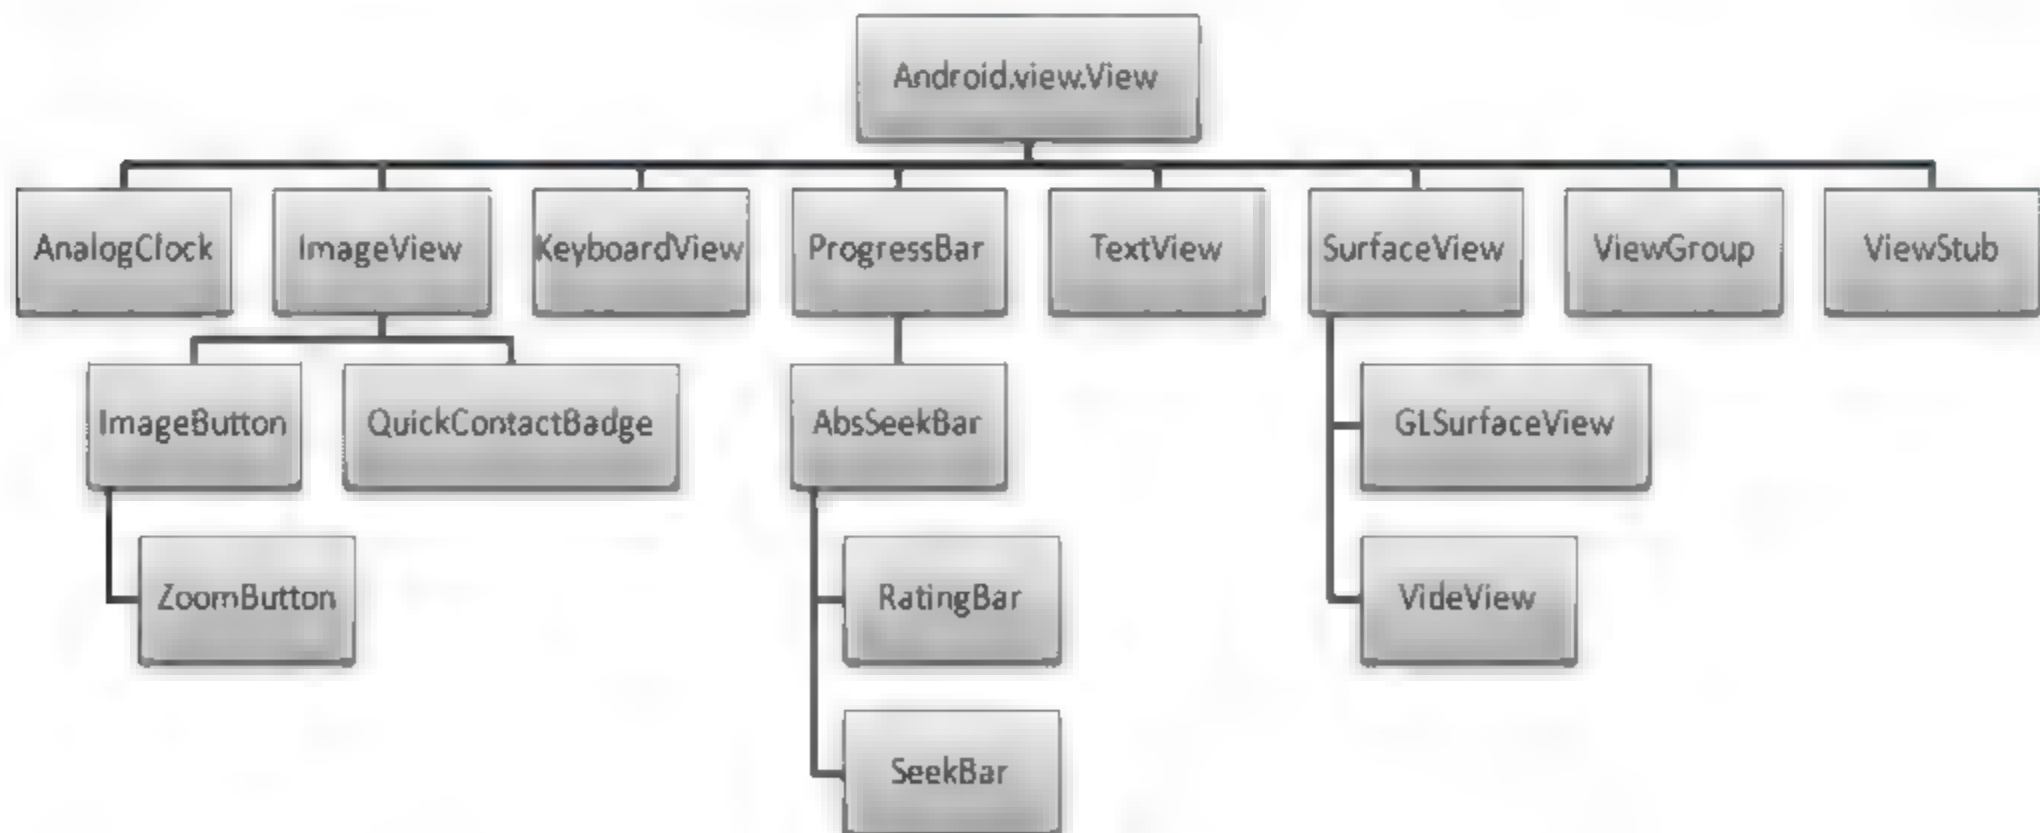 Android.view.View
AnalogClock
ImageView
KeyboardView
ProgressBar
TextView
SurfaceView
ViewGroup
ViewStub
ImageButton
QuickContactBadge
AbsSeekBar
GLSurfaceView
ZoomButton
RatingBar
VideView
SeekBar